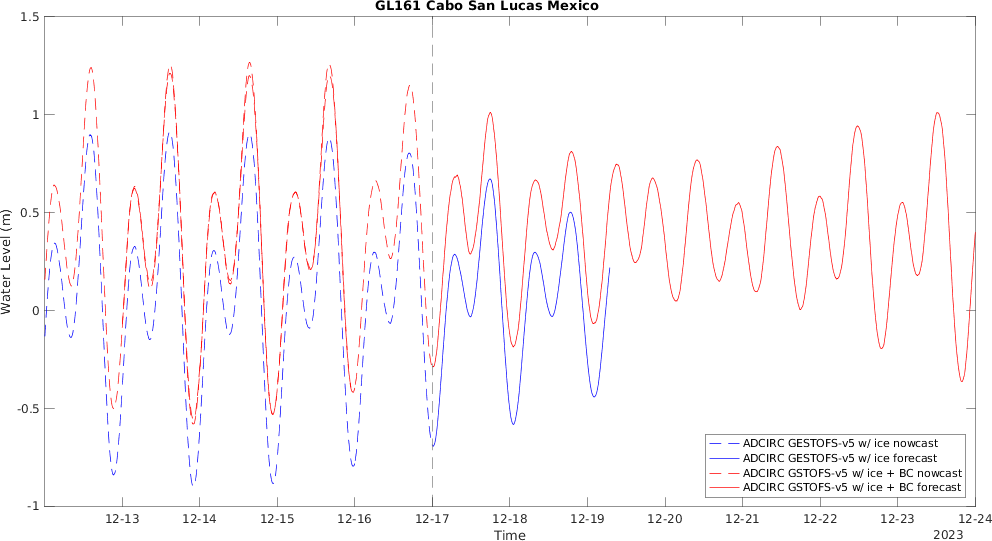 GL161 Cabo San Lucas Mexico
Water Level (m)
1.5
1
0.5
0
-0.5
-1
ADCIRC GESTOFS-v5 w/ ice nowcast
ADCIRC GESTOFS-v5 w/ ice forecast
ADCIRC GSTOFS-v5 w/ ice + BC nowcast
ADCIRC GSTOFS-v5 w/ ice + BC forecast
12-13 12-14 12-15 12-16 12-17 12-18 12-19 12-20 12-21 12-22 12-23 12-24
Time
2023